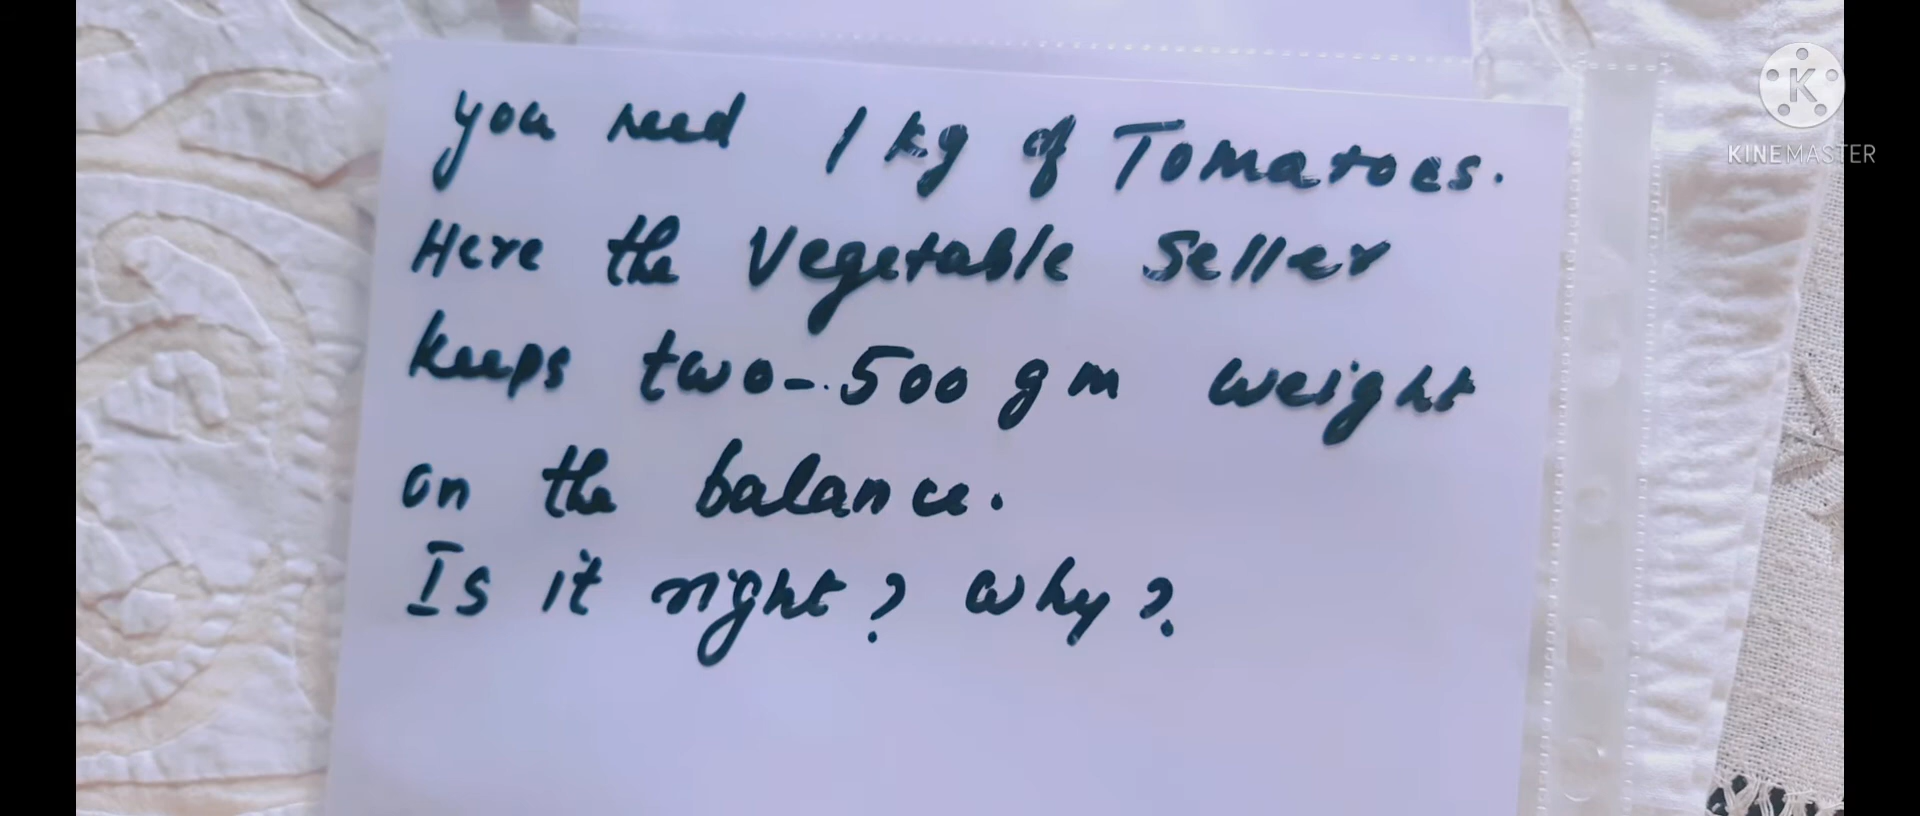 you need 1 kg of Tomatoes.
Here the Vegetable Seller
keeps two-500 gm weight
on the balance.
Is it right? Why?
K
KINEMASTER